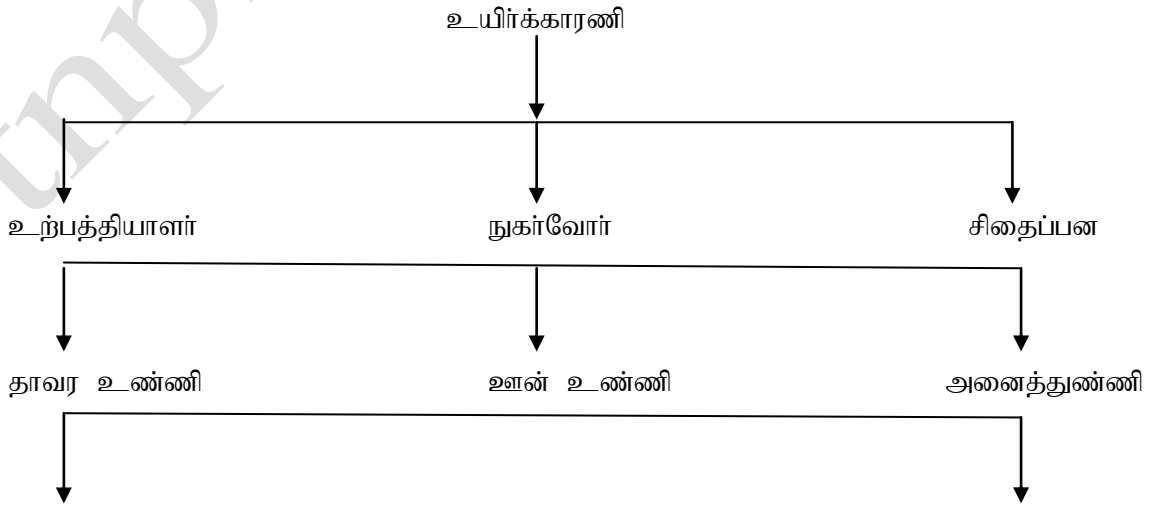 உயிர்க்காரணி
உற்பத்தியாளர் நுகர்வோர் சிதைப்பன
தாவர உண்ணி ஊன் உண்ணி அனைத்துண்ணி